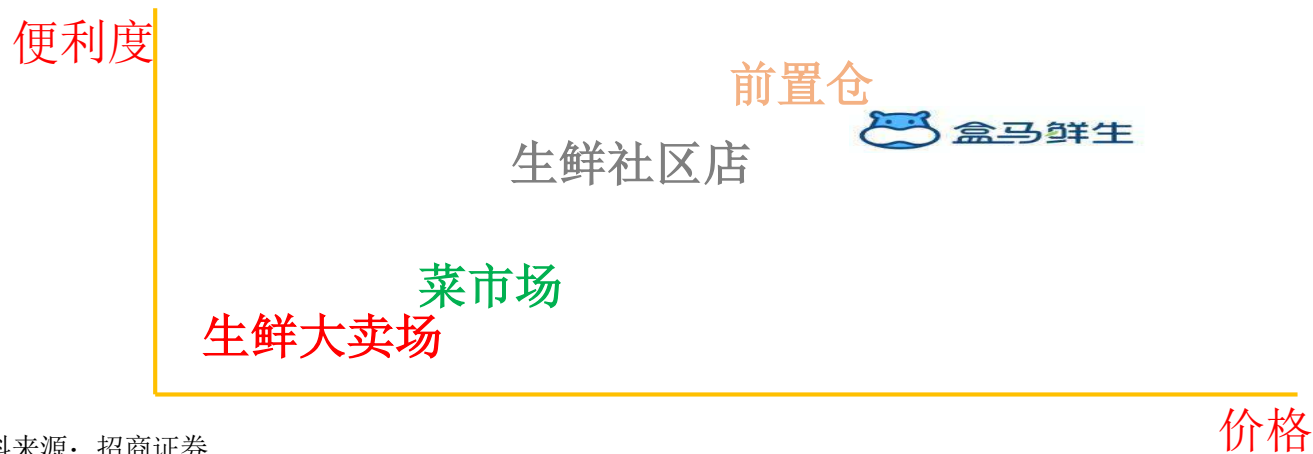 便利度
前置仓
盒马鲜生
生鲜社区店
菜市场
生鲜大卖场
价格
料来源：招商证券